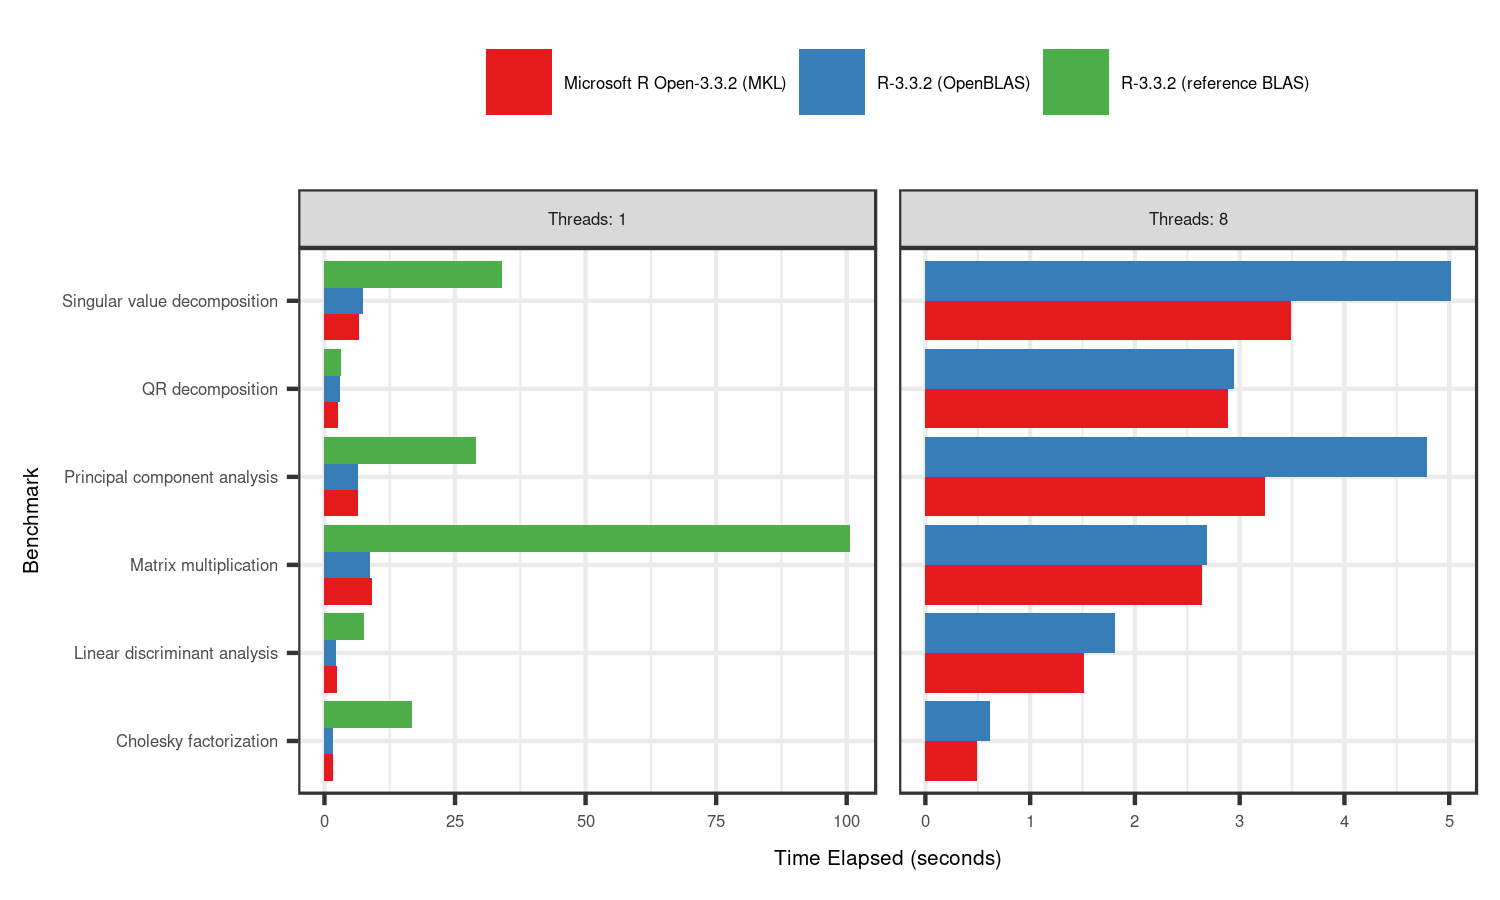 Microsoft R Open-3.3.2 (MKL) R-3.3.2 (OpenBLAS) R-3.3.2 (reference BLAS)
Threads: 1 Threads: 8
Singular value decomposition
QR decomposition
Principal component analysis
Matrix multiplication
Linear discriminant analysis
Cholesky factorization
Benchmark
0 25 50 75 100 0 1 2 3 4 5
Time Elapsed (seconds)